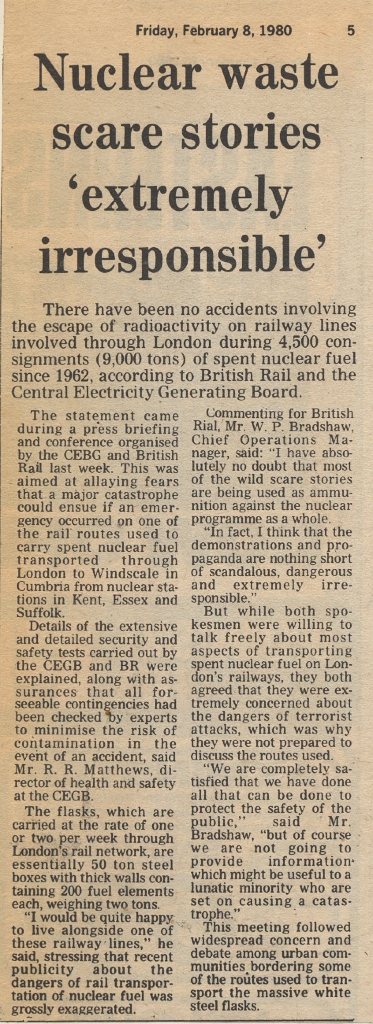 Friday, February 8, 1980
5
Nuclear waste
scare stories
‘extremely
irresponsible’
There have been no accidents involving
the escape of radioactivity on railway lines
involved through London during 4,500 con-
signments (9,000 tons) of spent nuclear fuel
since 1962, according to British Rail and the
Central Electricity Generating Board.
The statement came
during a press briefing
and conference organised
by the CEBG and British
Rail last week. This was
aimed at allaying fears
that a major catastrophe
could ensue if an emer-
gency occurred on one of
the rail routes used to
carry spent nuclear fuel
transported through
London to Windscale in
Cumbria from nuclear sta-
tions in Kent, Essex and
Suffolk.
Details of the extensive
and detailed security and
safety tests carried out by
the CEGB and BR were
explained, along with as-
surances that all for-
seeable contingencies had
been checked by experts
to minimise the risk of
contamination in the
event of an accident, said
Mr. R. R. Matthews, di-
rector of health and safety
at the CEGB.
The flasks, which are
carried at the rate of one
or two per week through
London's rail network, are
essentially 50 ton steel
boxes with thick walls con-
taining 200 fuel elements
each, weighing two tons.
"I would be quite happy
to live alongside one of
these railway lines," he
said, stressing that recent
publicity about the
dangers of rail transpor-
tation of nuclear fuel was
grossly exaggerated.
Commenting for British
Rial, Mr. W. P. Bradshaw,
Chief Operations Ma-
nager, said: "I have abso-
lutely no doubt that most
of the wild scare stories
are being used as ammu-
nition against the nuclear
programme as a whole.
"In fact, I think that the
demonstrations and pro-
paganda are nothing short
of scandalous, dangerous
and extremely irre-
sponsible."
But while both spo-
kesmen were willing to
talk freely about most
aspects of transporting
spent nuclear fuel on Lon-
don's railways, they both
agreed that they were ex-
tremely concerned about
the dangers of terrorist
attacks, which was why
they were not prepared to
discuss the routes used.
"We are completely sa-
tisfied that we have done
all that can be done to
protect the safety of the
public," said Mr.
Bradshaw, "but of course
we are not going to
provide information
which might be useful to a
lunatic minority who are
set on causing a catas-
trophe."
This meeting followed
widespread concern and
debate among urban com-
munities bordering some
of the routes used to tran-
sport the massive white
steel flasks.